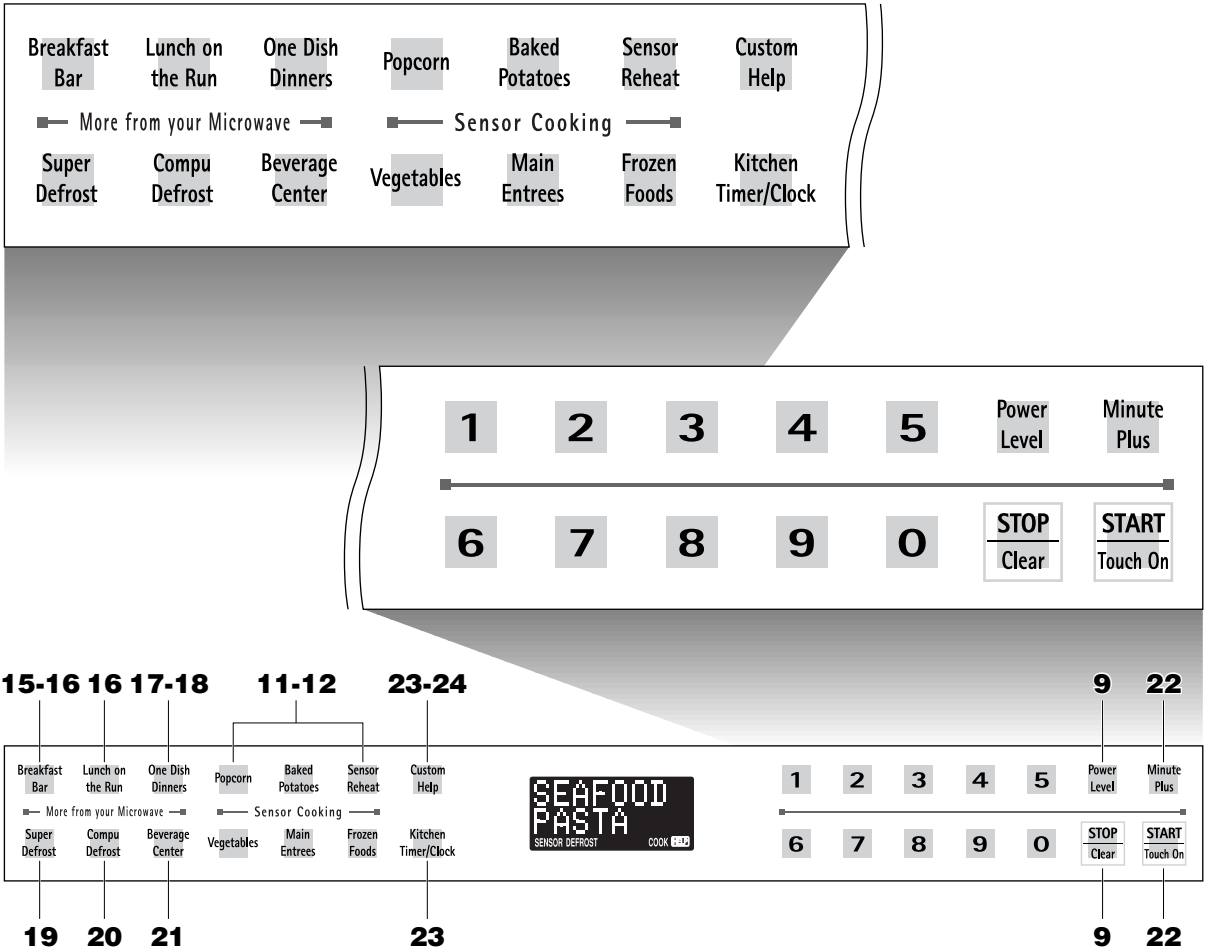 Breakfast Bar
Lunch on the Run
One Dish Dinners
Popcorn
Baked Potatoes
Sensor Reheat
Custom Help
More from your Microwave
Sensor Cooking
Super Defrost
Compu Defrost
Beverage Center
Vegetables
Main Entrees
Frozen Foods
Kitchen Timer/Clock
1 2 3 4 5
Power Level
Minute Plus
6 7 8 9 0
STOP
Clear
START
Touch On
15-16 16 17-18 11-12 23-24 9 22
Breakfast Bar
Lunch on the Run
One Dish Dinners
Popcorn
Baked Potatoes
Sensor Reheat
Custom Help
More from your Microwave
Sensor Cooking
Super Defrost
Compu Defrost
Beverage Center
Vegetables
Main Entrees
Frozen Foods
Kitchen Timer/Clock
SEAFOOD
PASTA
SENSOR DEFROST COOK HELP
1 2 3 4 5
Power Level
Minute Plus
6 7 8 9 0
STOP
Clear
START
Touch On
19 20 21 23 9 22